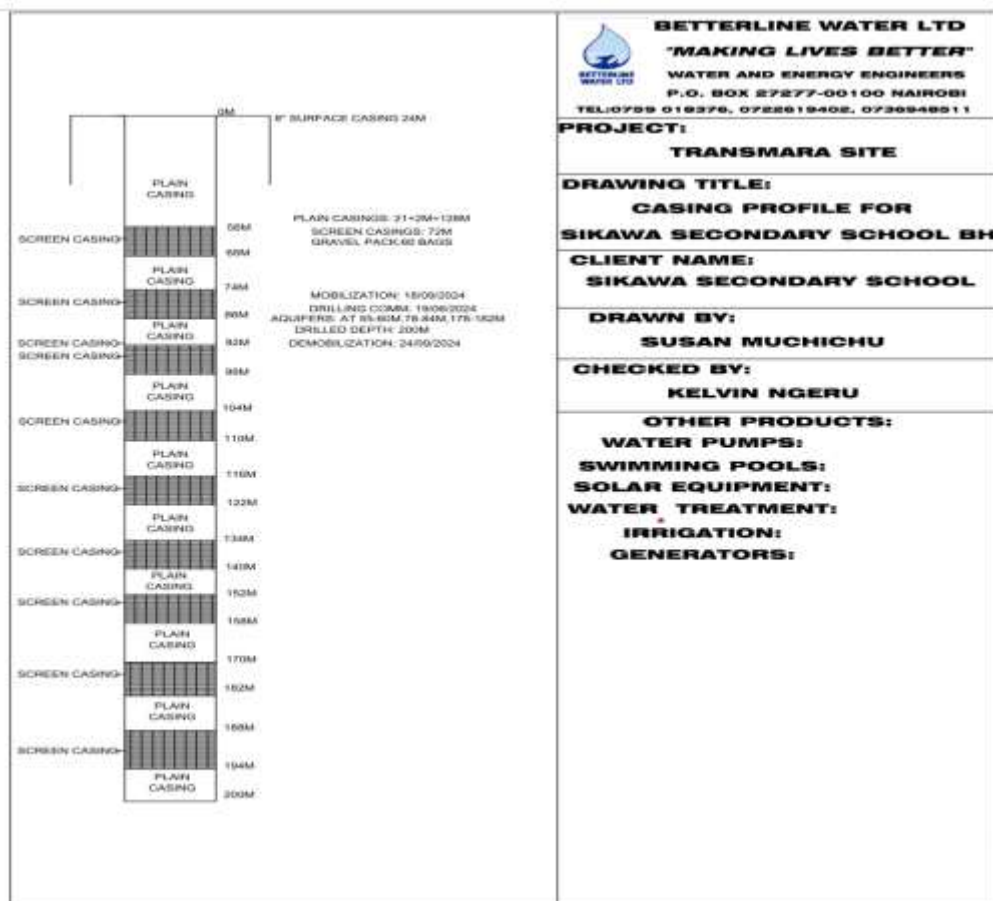 0M
8" SURFACE CASING 24M
PLAIN
CASING
PLAIN CASINGS: 21+2M=128M
SCREEN CASINGS: 72M
GRAVEL PACK:60 BAGS
SCREEN CASING
56M
68M
PLAIN
CASING
74M
SCREEN CASING
86M
MOBILIZATION: 18/09/2024
DRILLING COMM: 19/09/2024
AQUIFERS: AT 55-60M,78-84M,178-182M
DRILLED DEPTH: 200M
DEMOBILIZATION: 24/09/2024
PLAIN
CASING
SCREEN CASING
92M
SCREEN CASING
98M
PLAIN
CASING
104M
SCREEN CASING
110M
PLAIN
CASING
116M
SCREEN CASING
122M
PLAIN
CASING
134M
SCREEN CASING
140M
PLAIN
CASING
152M
SCREEN CASING
158M
PLAIN
CASING
170M
SCREEN CASING
182M
PLAIN
CASING
188M
SCREEN CASING
194M
PLAIN
CASING
200M
BETTERLINE
WATER LTD
BETTERLINE WATER LTD
"MAKING LIVES BETTER"
WATER AND ENERGY ENGINEERS
P.O. BOX 27277-00100 NAIROBI
TEL:0759 019376, 0722619402, 0736948511
PROJECT:
TRANSMARA SITE
DRAWING TITLE:
CASING PROFILE FOR
SIKAWA SECONDARY SCHOOL BH
CLIENT NAME:
SIKAWA SECONDARY SCHOOL
DRAWN BY:
SUSAN MUCHICHU
CHECKED BY:
KELVIN NGERU
OTHER PRODUCTS:
WATER PUMPS:
SWIMMING POOLS:
SOLAR EQUIPMENT:
WATER TREATMENT:
IRRIGATION:
GENERATORS: